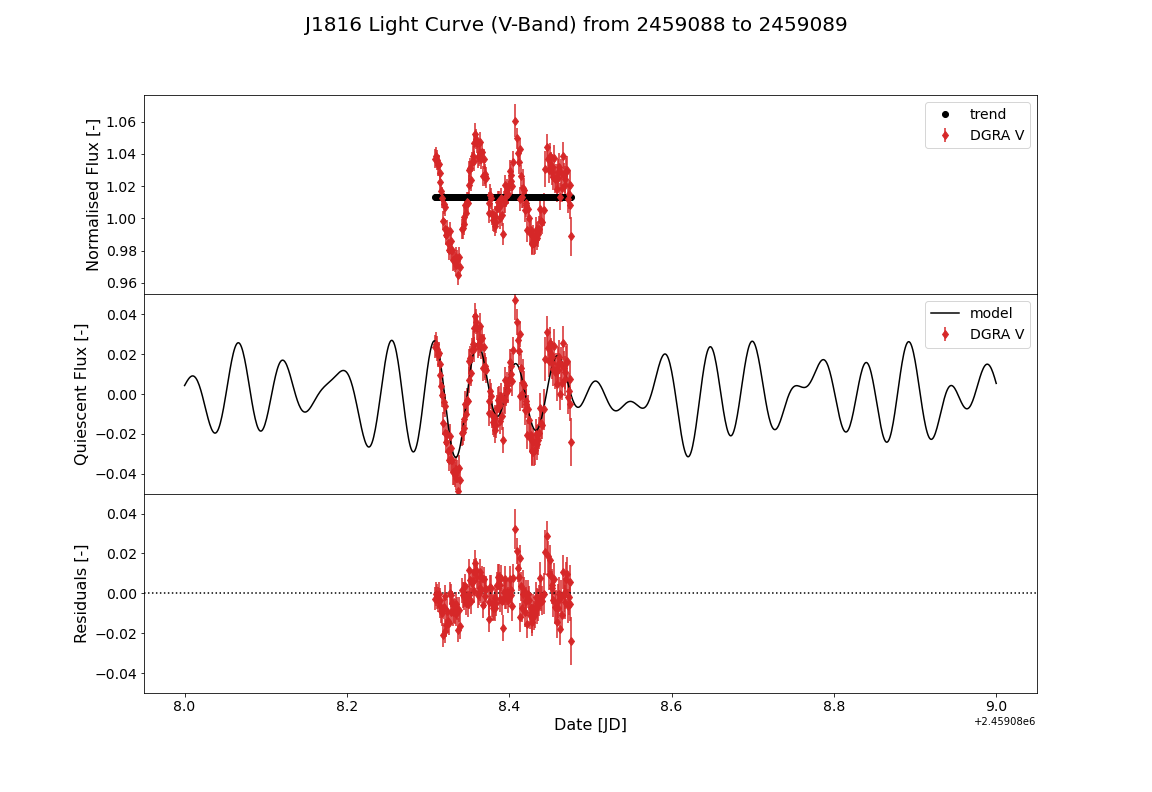 J1816 Light Curve (V-Band) from 2459088 to 2459089
Normalised Flux [-]
1.06
1.04
1.02
1.00
0.98
0.96
trend
DGRA V
Quiescent Flux [-]
0.04
0.02
0.00
−0.02
−0.04
model
DGRA V
Residuals [-]
0.04
0.02
0.00
−0.02
−0.04
8.0 8.2 8.4 8.6 8.8 9.0
Date [JD]
+2.45908e6